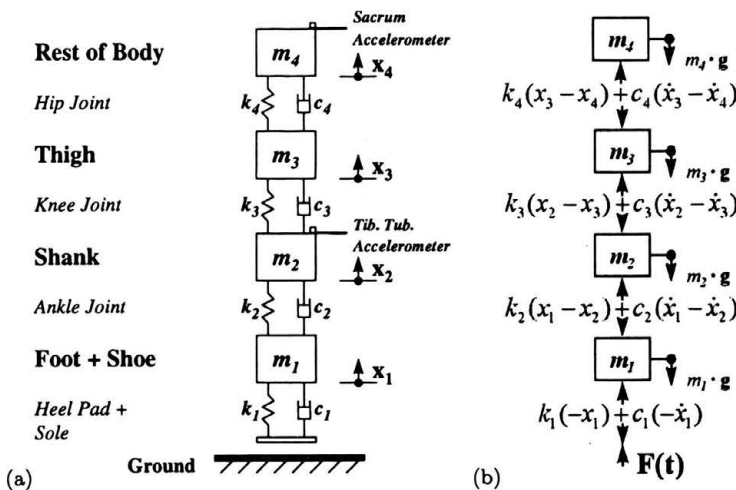 Sacrum
Accelerometer
Rest of Body
m₄
x₄
Hip Joint
k₄
c₄
Thigh
m₃
x₃
Knee Joint
k₃
c₃
Tib. Tub.
Accelerometer
Shank
m₂
x₂
Ankle Joint
k₂
c₂
Foot + Shoe
m₁
x₁
Heel Pad +
Sole
k₁
c₁
Ground
(a)
m₄
m₄· g
k₄(x₃ − x₄) + c₄(ẋ₃ − ẋ₄)
m₃
m₃· g
k₃(x₂ − x₃) + c₃(ẋ₂ − ẋ₃)
m₂
m₂· g
k₂(x₁ − x₂) + c₂(ẋ₁ − ẋ₂)
m₁
m₁· g
k₁(−x₁) + c₁(−ẋ₁)
F(t)
(b)